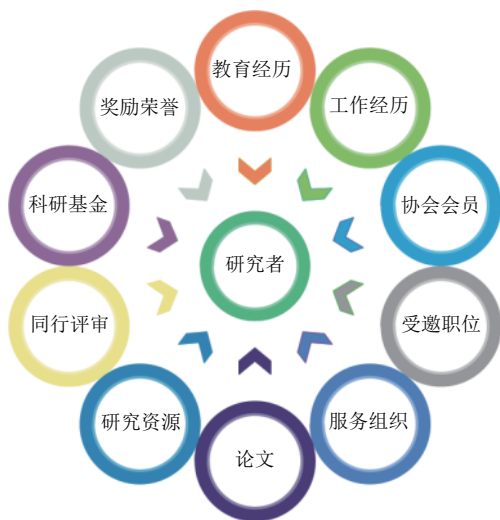 教育经历
奖励荣誉
工作经历
科研基金
协会会员
研究者
同行评审
受邀职位
研究资源
服务组织
论文